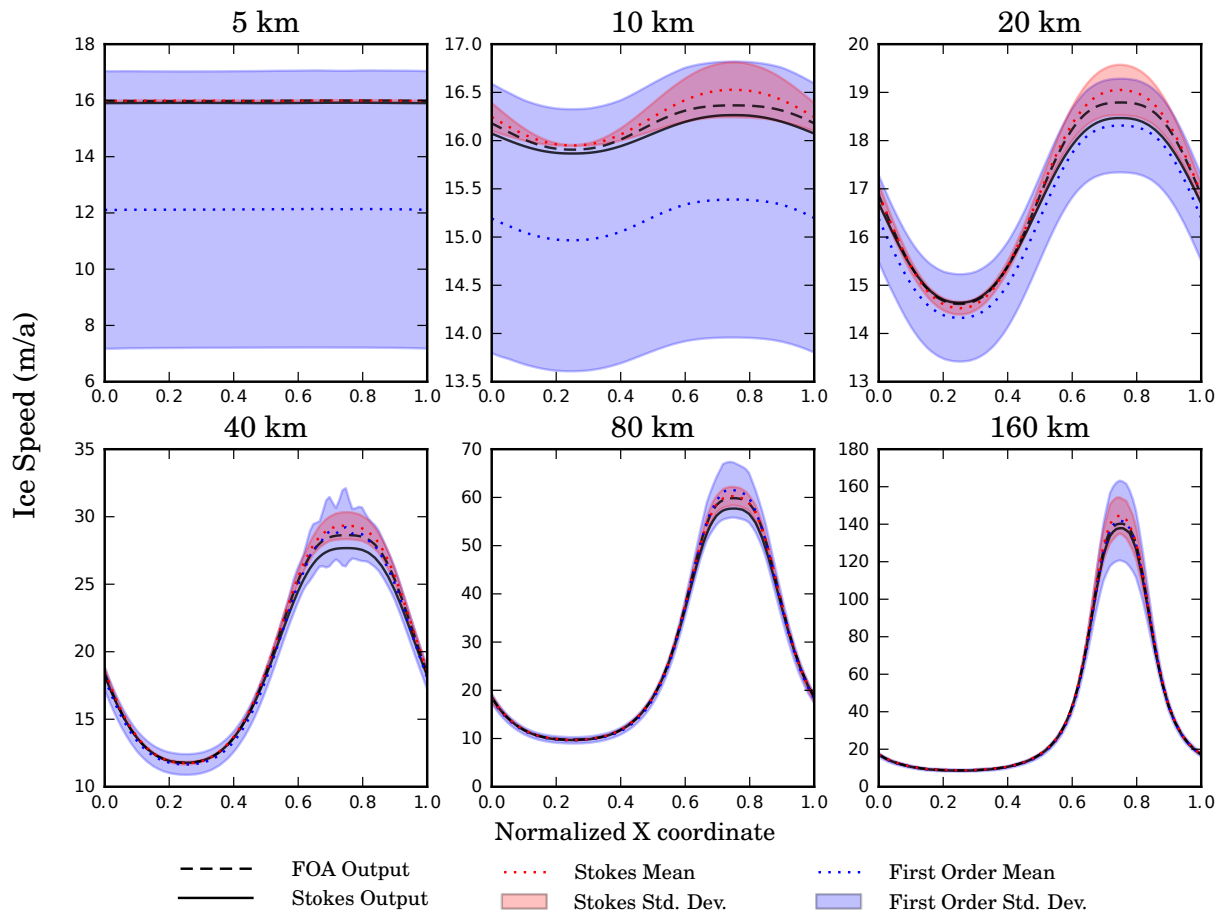 5 km
10 km
20 km
18
16
14
12
10
8
6
17.0
16.5
16.0
15.5
15.0
14.5
14.0
13.5
20
19
18
17
16
15
14
13
0.0 0.2 0.4 0.6 0.8 1.0
0.0 0.2 0.4 0.6 0.8 1.0
0.0 0.2 0.4 0.6 0.8 1.0
Ice Speed (m/a)
40 km
80 km
160 km
35
30
25
20
15
10
70
60
50
40
30
20
10
0
180
160
140
120
100
80
60
40
20
0
0.0 0.2 0.4 0.6 0.8 1.0
0.0 0.2 0.4 0.6 0.8 1.0
0.0 0.2 0.4 0.6 0.8 1.0
Normalized X coordinate
FOA Output
Stokes Output
Stokes Mean
Stokes Std. Dev.
First Order Mean
First Order Std. Dev.